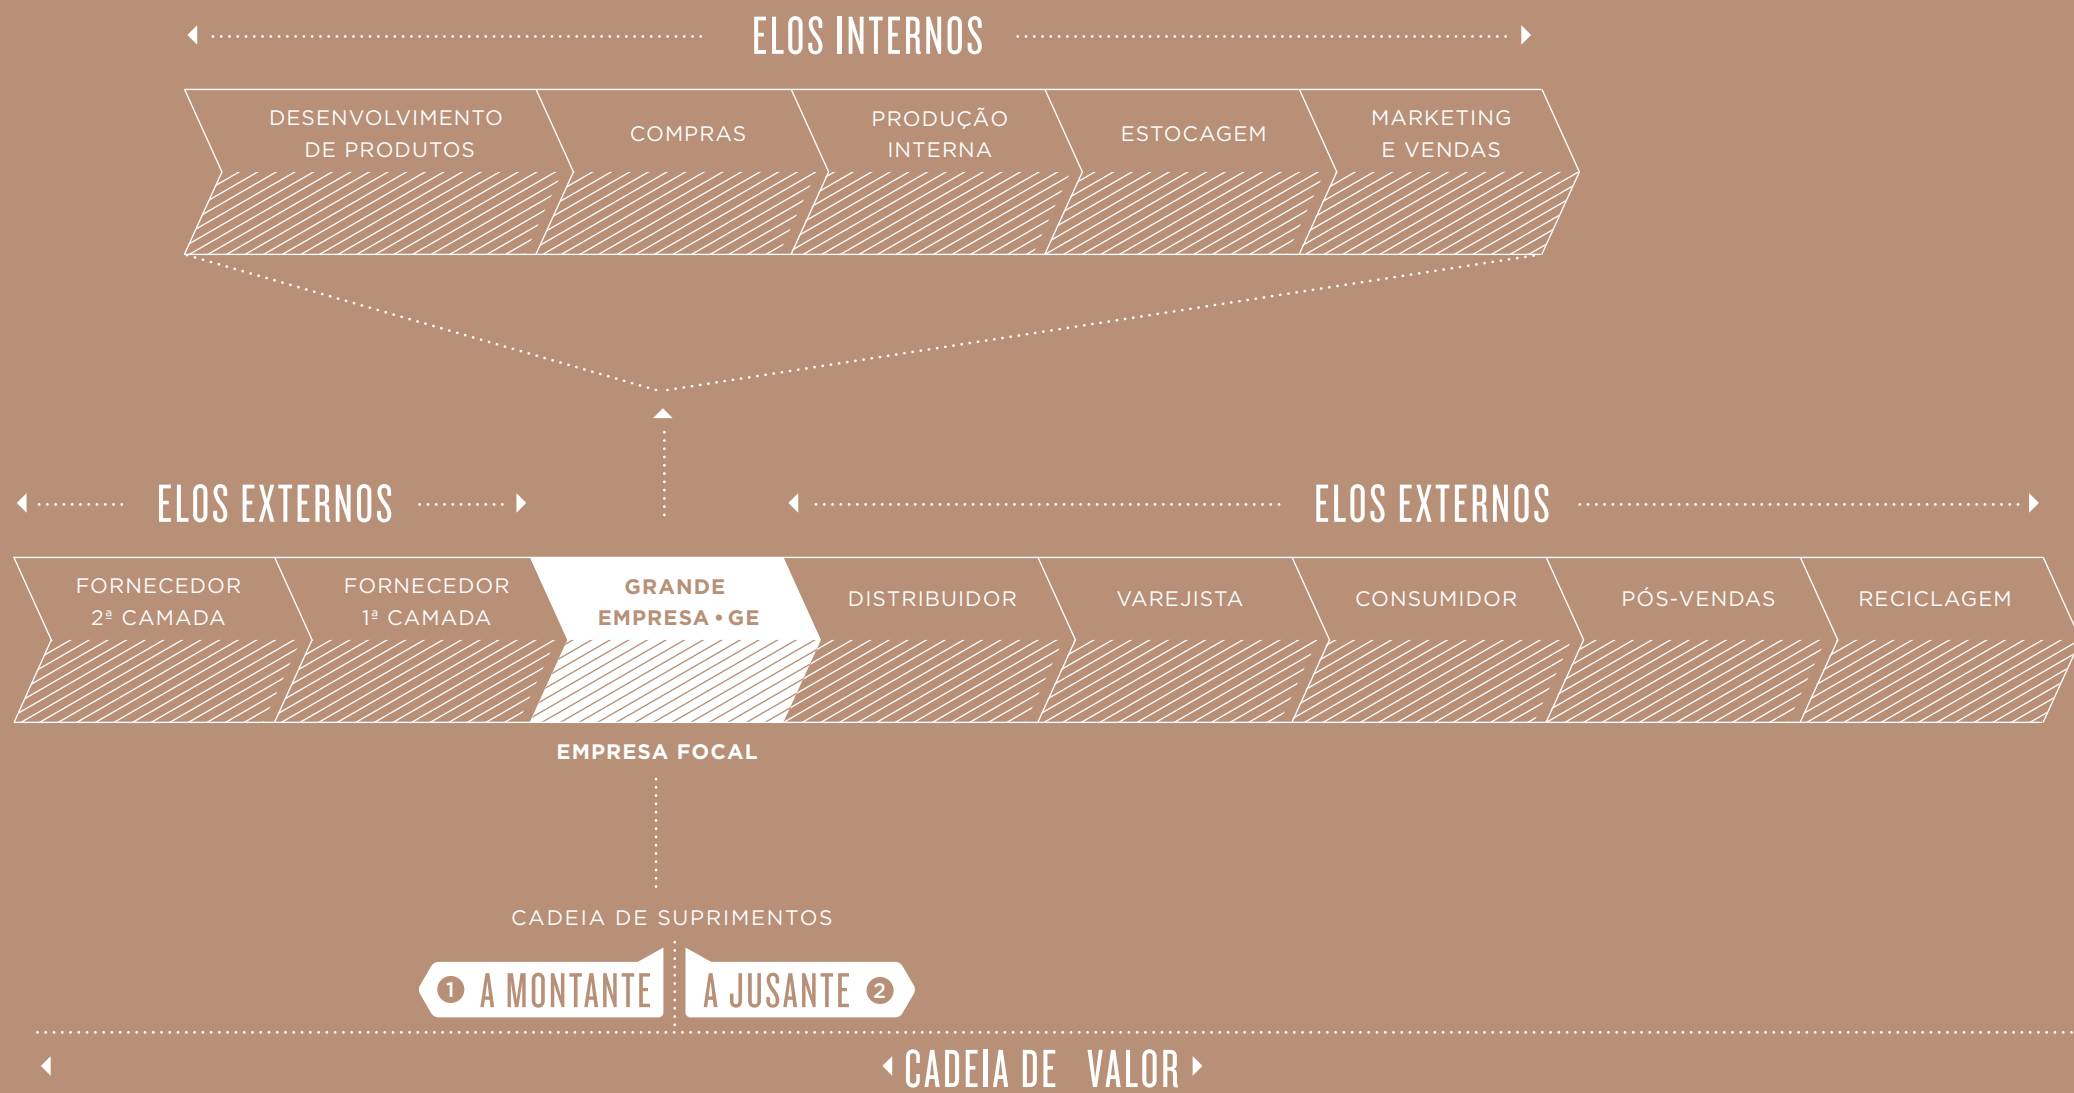 ELOS INTERNOS
DESENVOLVIMENTO
DE PRODUTOS
COMPRAS
PRODUÇÃO
INTERNA
ESTOCAGEM
MARKETING
E VENDAS
ELOS EXTERNOS
ELOS EXTERNOS
FORNECEDOR
2ª CAMADA
FORNECEDOR
1ª CAMADA
GRANDE
EMPRESA • GE
DISTRIBUIDOR
VAREJISTA
CONSUMIDOR
PÓS-VENDAS
RECICLAGEM
EMPRESA FOCAL
CADEIA DE SUPRIMENTOS
1 A MONTANTE
A JUSANTE 2
CADEIA DE VALOR